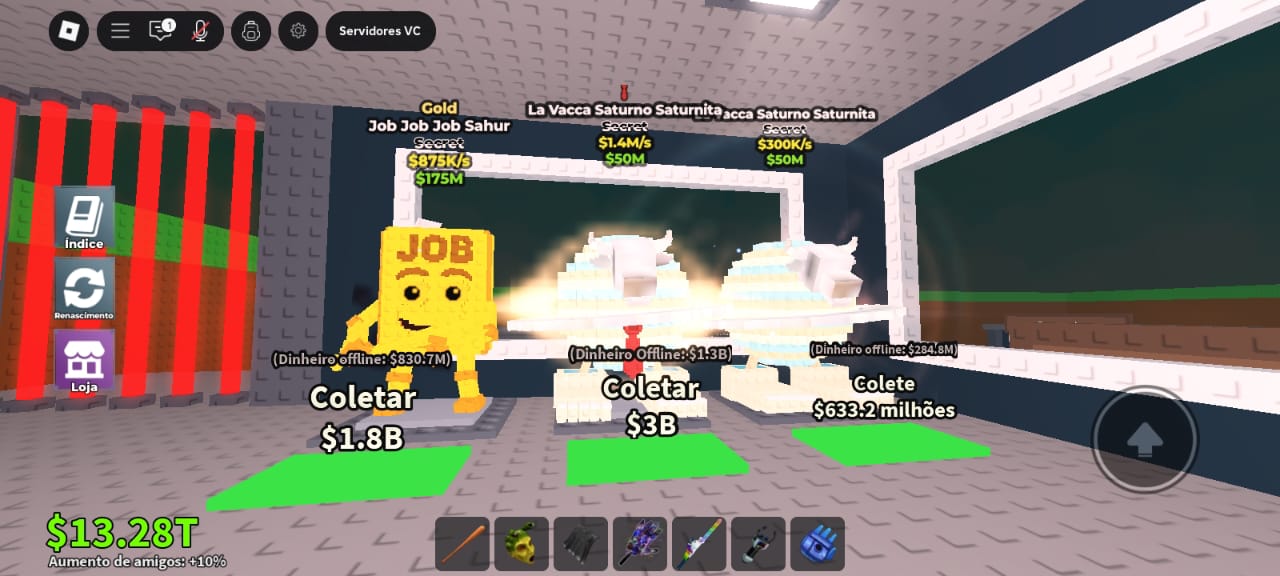 1
Servidores VC
Gold
Job Job Job Sahur
Secret
$875K/s
$175M
La Vacca Saturno Saturnita
Secret
$1.4M/s
$50M
acca Saturno Saturnita
Secret
$300K/s
$50M
Índice
Renascimento
Loja
JOB
(Dinheiro offline: $830.7M)
Coletar
$1.8B
(Dinheiro Offline: $1.3B)
Coletar
$3B
(Dinheiro offline: $284.8M)
Colete
$633.2 milhões
$13.28T
Aumento de amigos: +10%